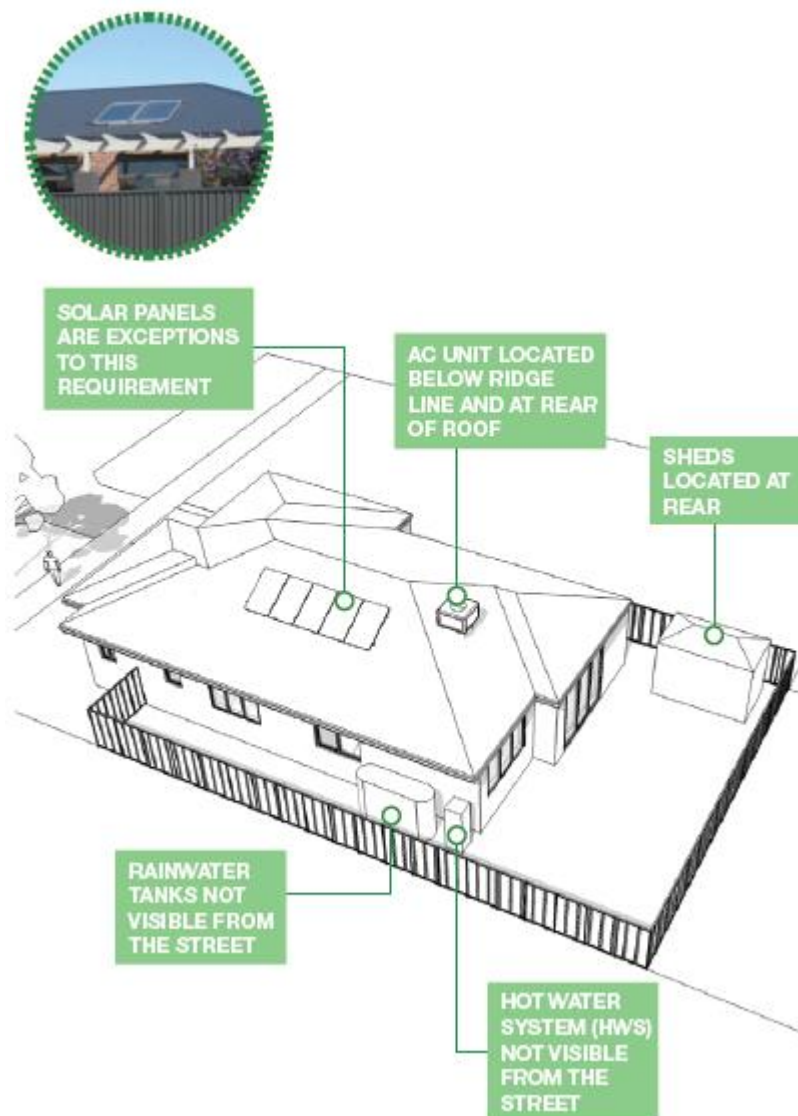 SOLAR PANELS
ARE EXCEPTIONS
TO THIS
REQUIREMENT
AC UNIT LOCATED
BELOW RIDGE
LINE AND AT REAR
OF ROOF
SHEDS
LOCATED AT
REAR
RAINWATER
TANKS NOT
VISIBLE FROM
THE STREET
HOT WATER
SYSTEM (HWS)
NOT VISIBLE
FROM THE
STREET